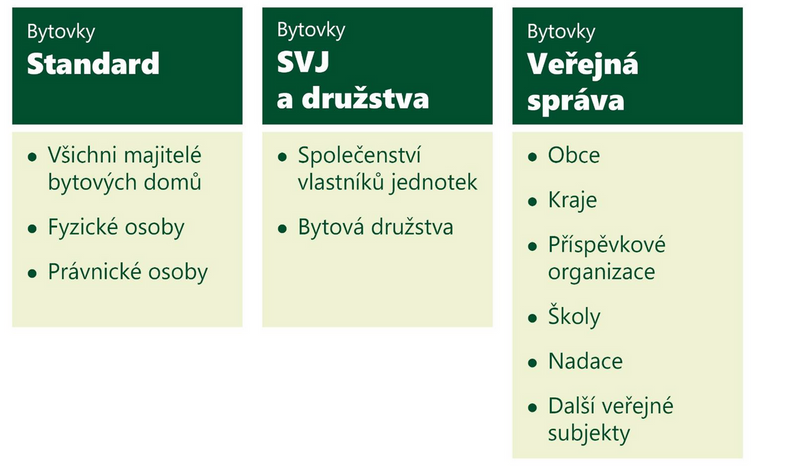 Bytovky
Standard
• Všichni majitelé
bytových domů
• Fyzické osoby
• Právnické osoby
Bytovky
SVJ
a družstva
• Společenství
vlastníků jednotek
• Bytová družstva
Bytovky
Veřejná
správa
• Obce
• Kraje
• Příspěvkové
organizace
• Školy
• Nadace
• Další veřejné
subjekty